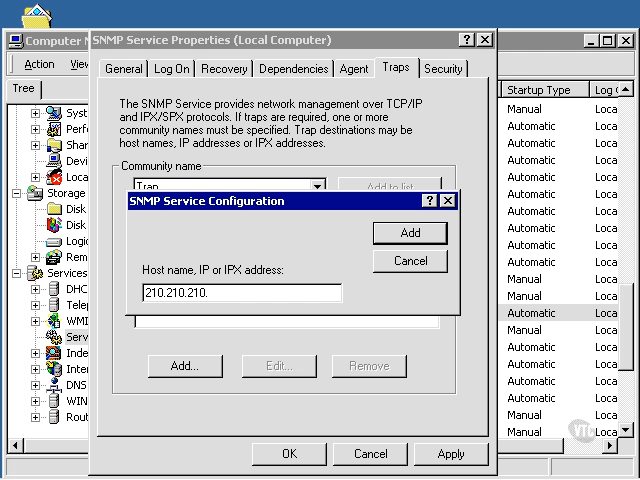 Computer M
SNMP Service Properties (Local Computer)
Action
View
Tree
General
Log On
Recovery
Dependencies
Agent
Traps
Security
The SNMP Service provides network management over TCP/IP
and IPX/SPX protocols. If traps are required, one or more
community names must be specified. Trap destinations may be
host names, IP addresses or IPX addresses.
Community name
Trap
Add to list
SNMP Service Configuration
Add
Cancel
Host name, IP or IPX address:
210.210.210.
Add...
Edit...
Remove
OK
Cancel
Apply
Syst
Perf
Shar
Devi
Loca
Storage
Disk
Disk
Logic
Rem
Services
DHC
Telep
WMI
Serv
Inde
Inter
DNS
WIN
Rout
Startup Type
Log O
Manual
Loca
Automatic
Loca
Automatic
Loca
Automatic
Loca
Automatic
Loca
Automatic
Loca
Automatic
Loca
Automatic
Loca
Automatic
Loca
Automatic
Loca
Manual
Loca
Manual
Loca
Automatic
Loca
Manual
Loca
Automatic
Loca
Automatic
Loca
Automatic
Loca
Automatic
Loca
Manual
Loca
Manual
Loca
VTC